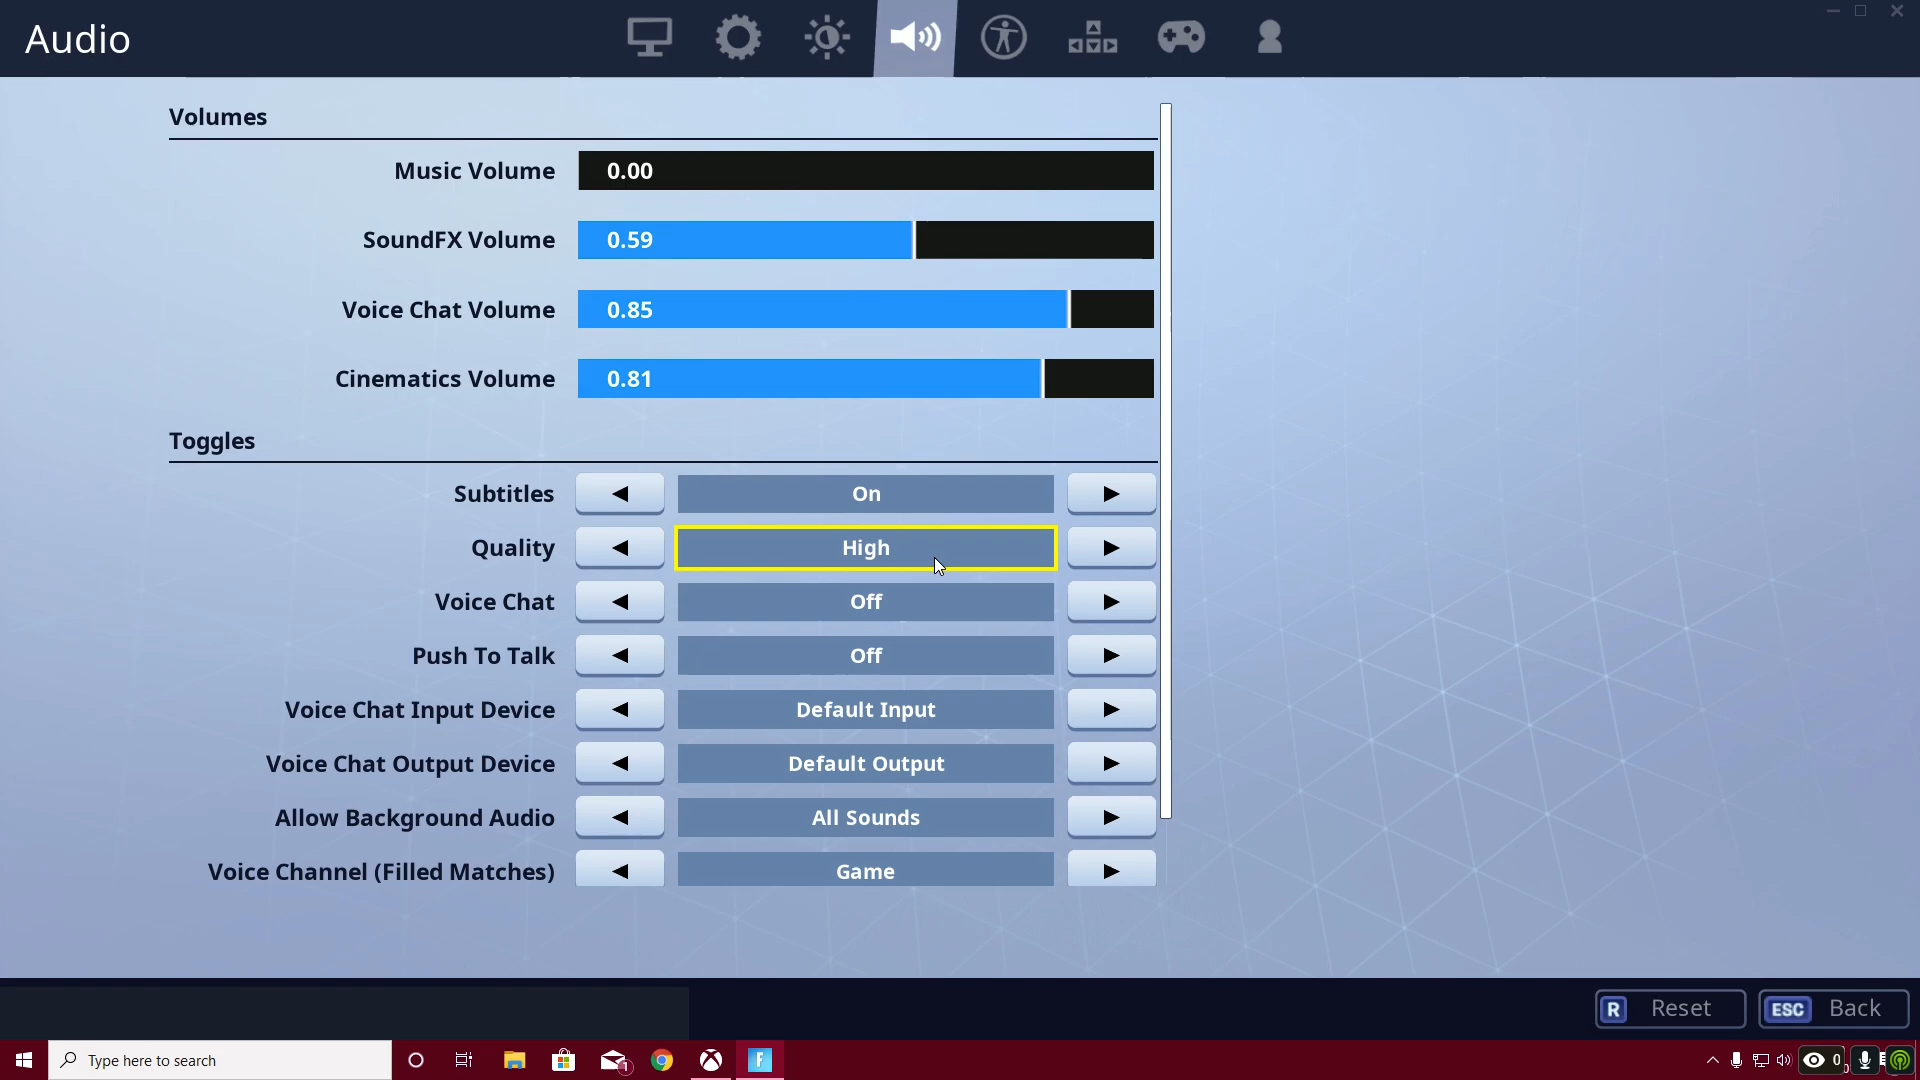 Audio
Volumes
Music Volume 0.00
SoundFX Volume 0.59
Voice Chat Volume 0.85
Cinematics Volume 0.81
Toggles
Subtitles On
Quality High
Voice Chat Off
Push To Talk Off
Voice Chat Input Device Default Input
Voice Chat Output Device Default Output
Allow Background Audio All Sounds
Voice Channel (Filled Matches) Game
R Reset ESC Back
Type here to search 1 F 0